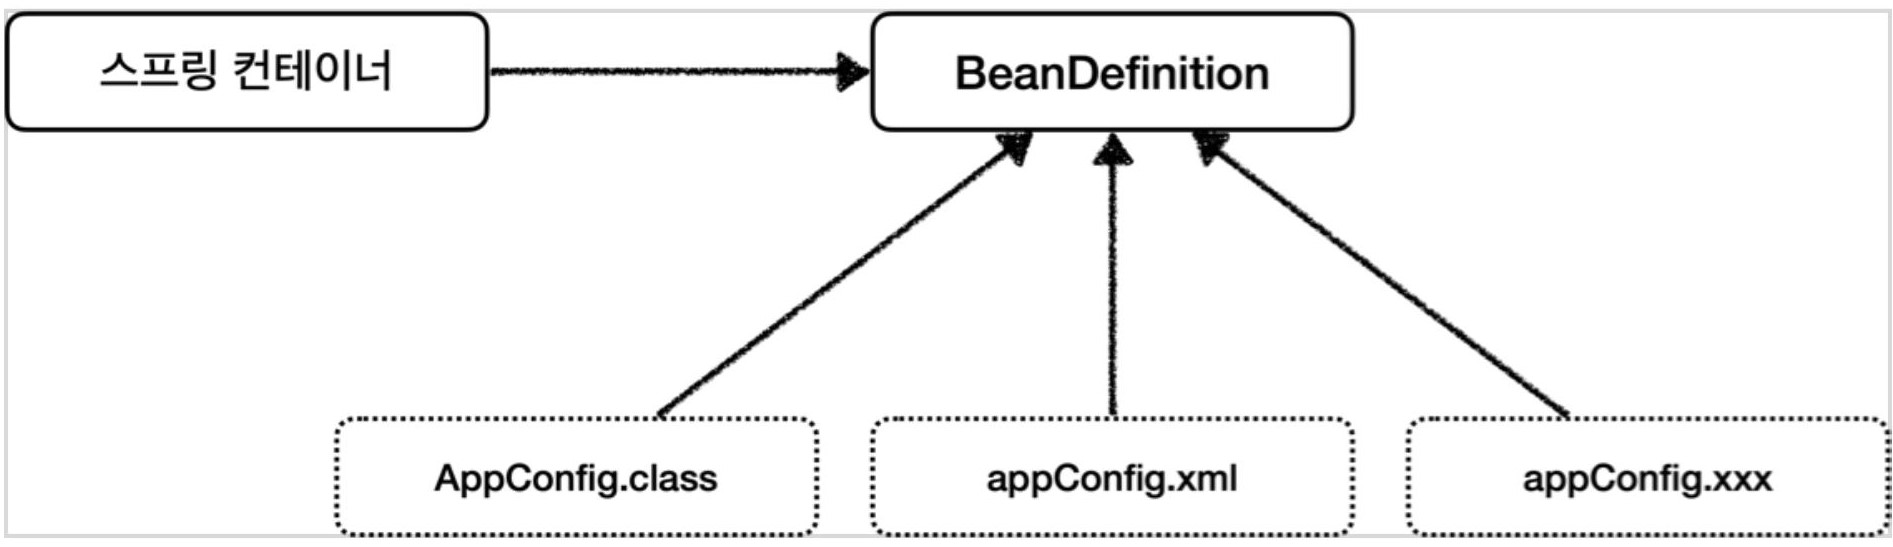 스프링 컨테이너
BeanDefinition
AppConfig.class
appConfig.xml
appConfig.xxx